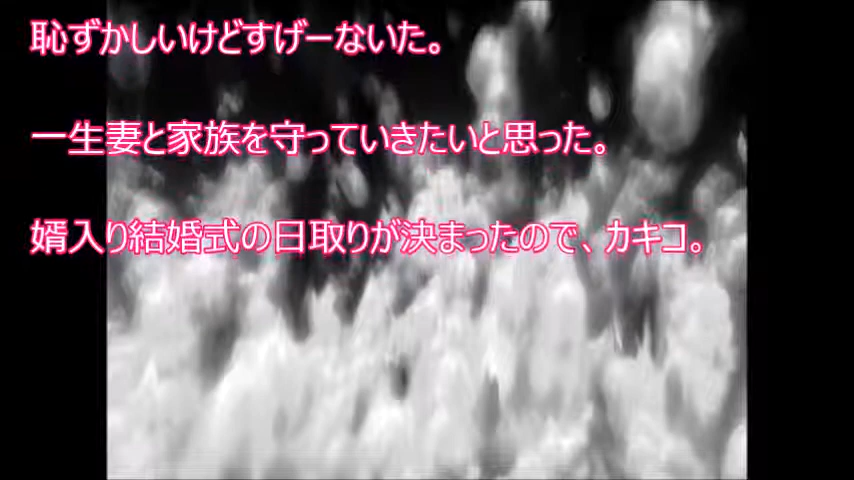 恥ずかしいけどすげーないた。
一生妻と家族を守っていきたいと思った。
婿入り結婚式の日取りが決まったので、カキコ。